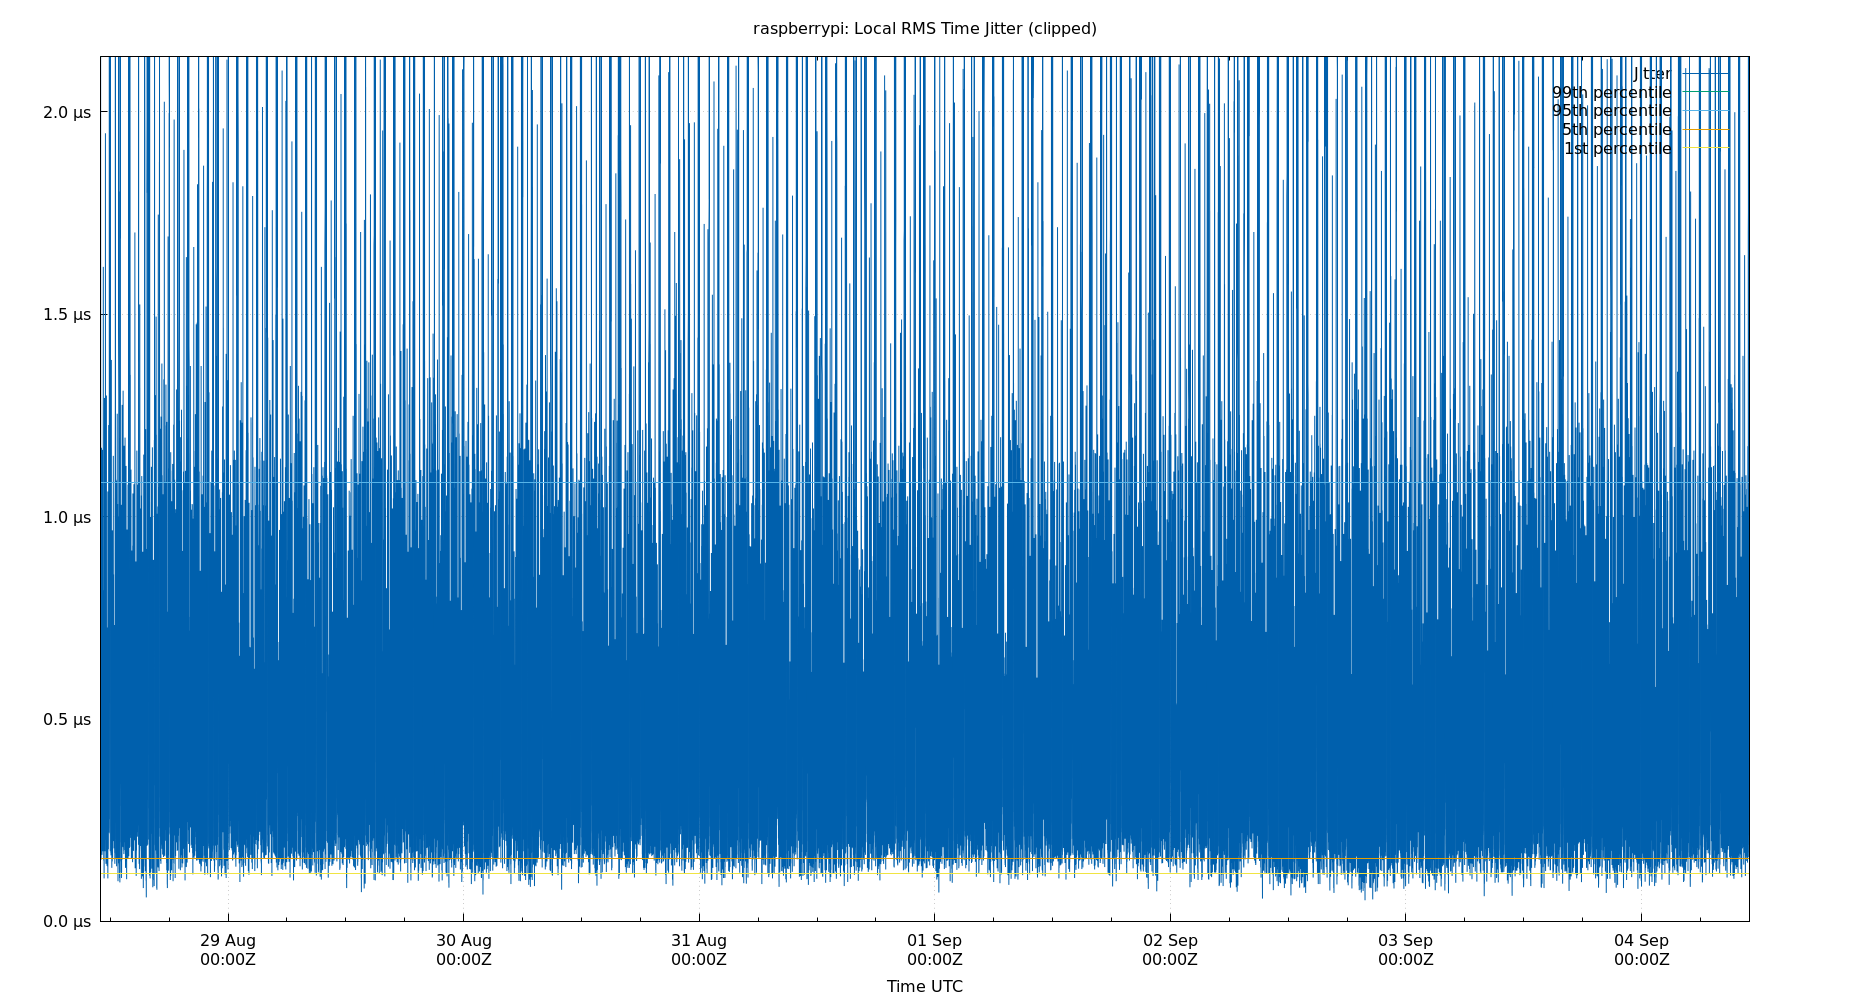 raspberrypi: Local RMS Time Jitter (clipped)
Jitter
99th percentile
95th percentile
5th percentile
1st percentile
2.0 µs
1.5 µs
1.0 µs
0.5 µs
0.0 µs
29 Aug 30 Aug 31 Aug 01 Sep 02 Sep 03 Sep 04 Sep
00:00Z 00:00Z 00:00Z 00:00Z 00:00Z 00:00Z 00:00Z
Time UTC